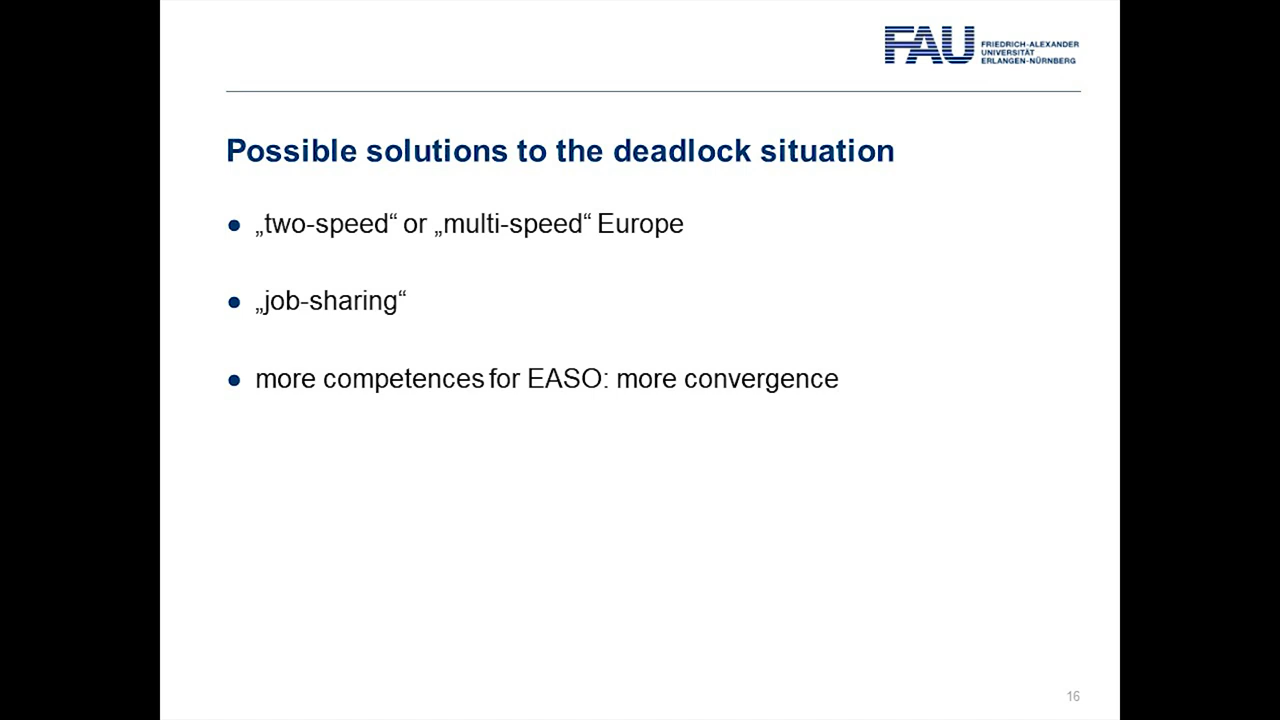 FAU
FRIEDRICH-ALEXANDER
UNIVERSITÄT
ERLANGEN-NÜRNBERG
Possible solutions to the deadlock situation
● „two-speed“ or „multi-speed“ Europe
● „job-sharing“
● more competences for EASO: more convergence
16